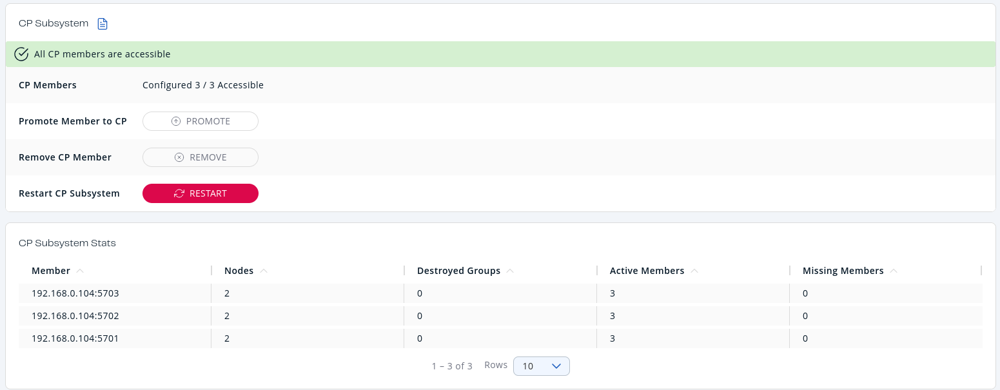 CP Subsystem
All CP members are accessible
CP Members Configured 3 / 3 Accessible
Promote Member to CP PROMOTE
Remove CP Member REMOVE
Restart CP Subsystem RESTART
CP Subsystem Stats
Member Nodes Destroyed Groups Active Members Missing Members
192.168.0.104:5703 2 0 3 0
192.168.0.104:5702 2 0 3 0
192.168.0.104:5701 2 0 3 0
1 – 3 of 3 Rows 10